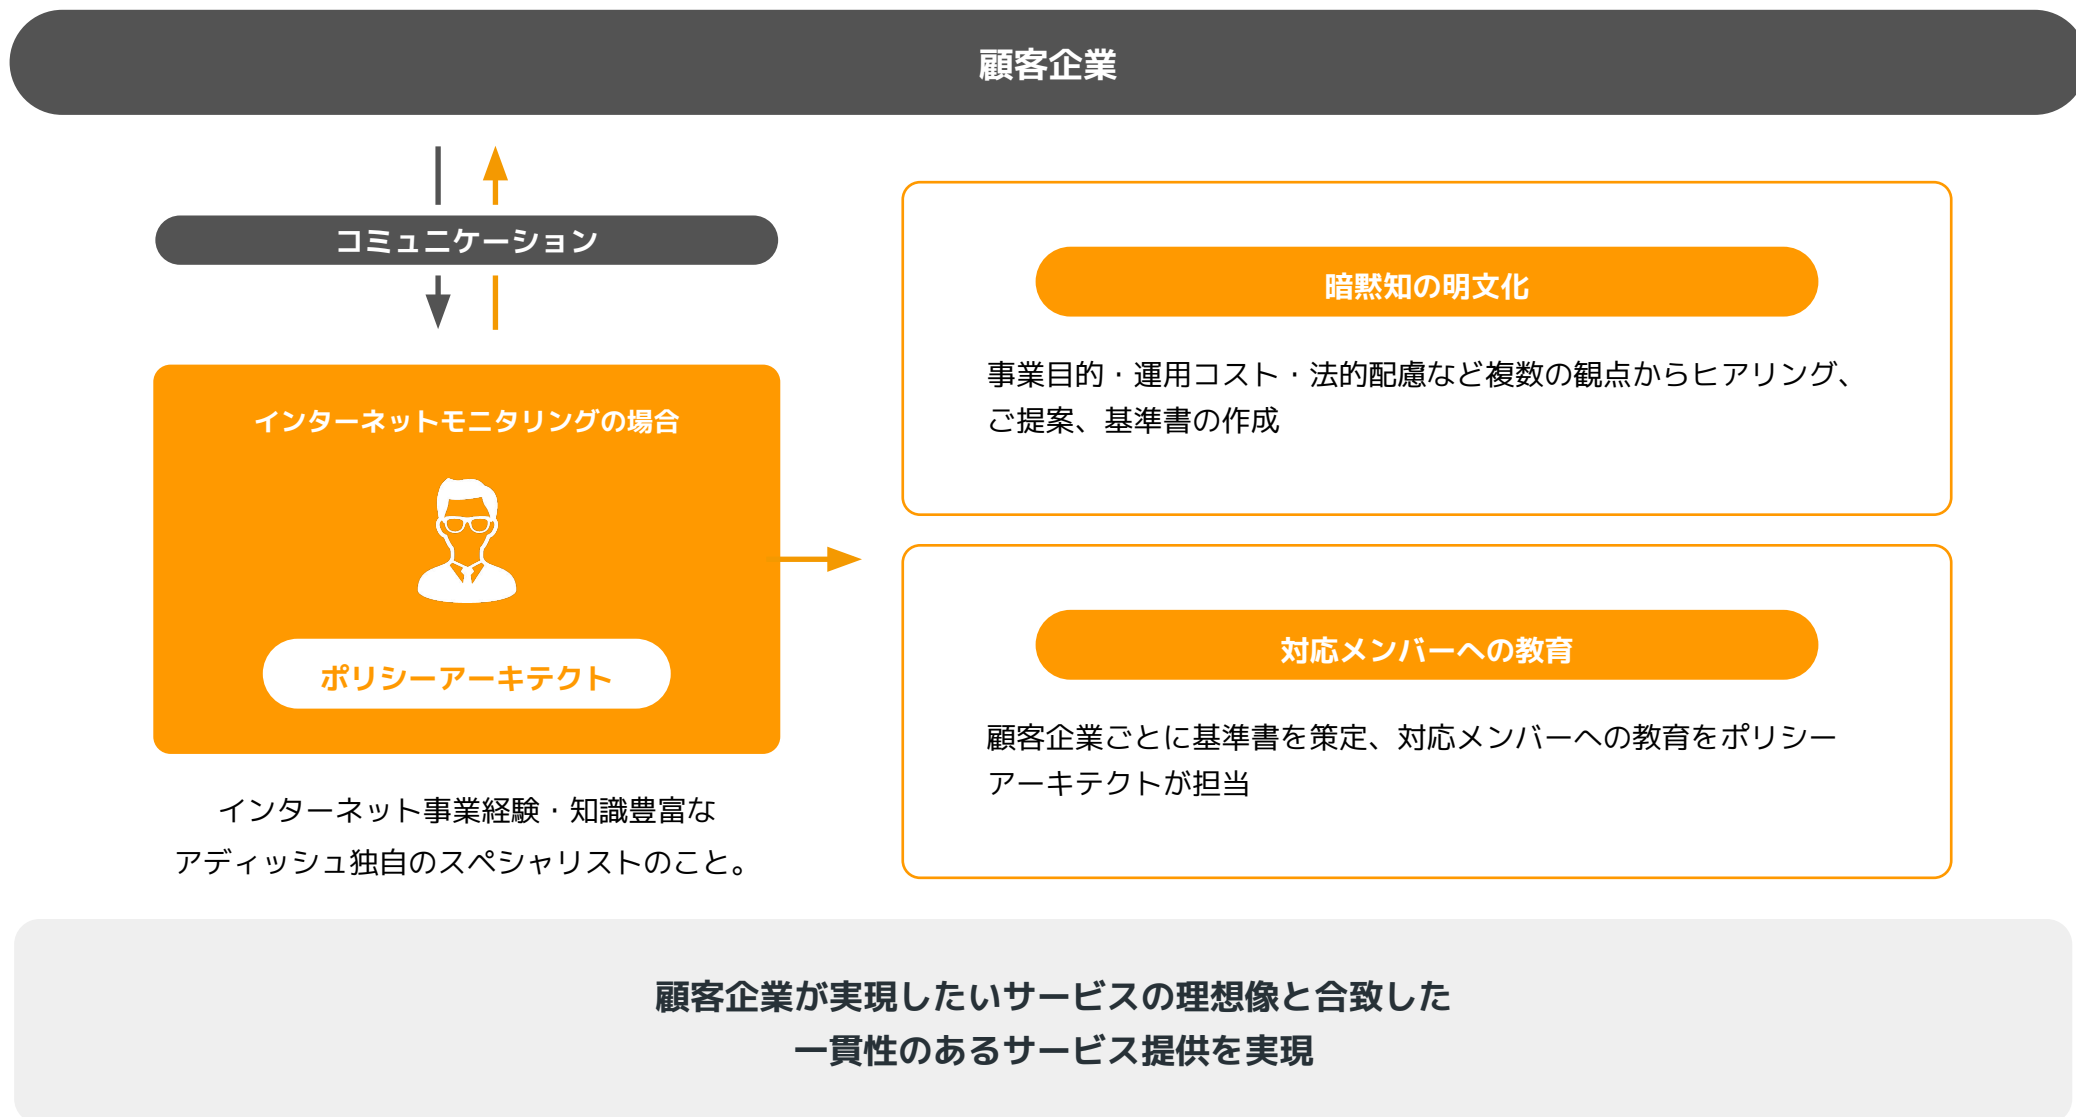 顧客企業
コミュニケーション
インターネットモニタリングの場合
ポリシーアーキテクト
インターネット事業経験・知識豊富な
アディッシュ独自のスペシャリストのこと。
暗黙知の明文化
事業目的・運用コスト・法的配慮など複数の観点からヒアリング、
ご提案、基準書の作成
対応メンバーへの教育
顧客企業ごとに基準書を策定、対応メンバーへの教育をポリシー
アーキテクトが担当
顧客企業が実現したいサービスの理想像と合致した
一貫性のあるサービス提供を実現